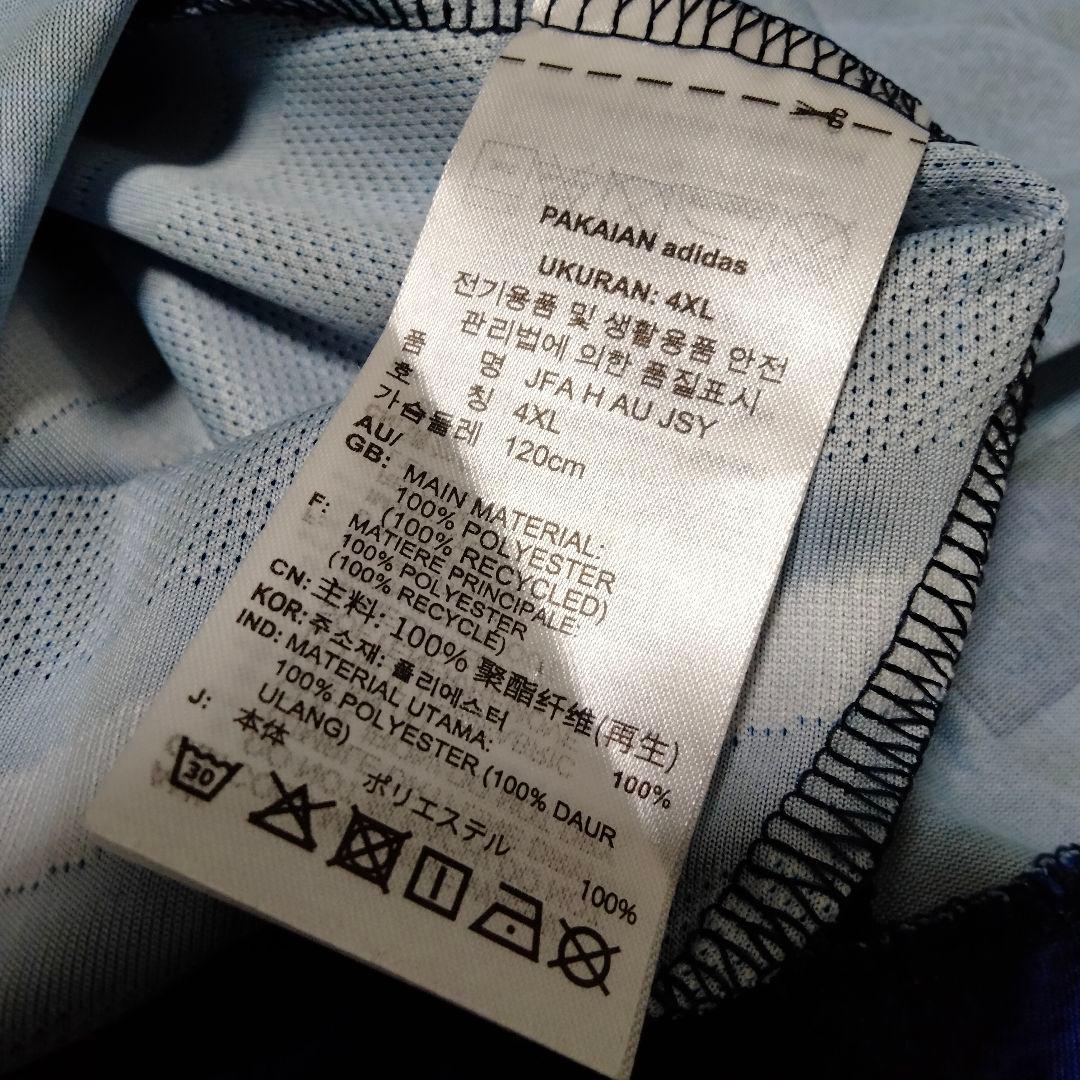 PAKAIAN adidas
UKURAN: 4XL
전기용품 및 생활용품 안전
관리법에 의한 품질표시
품 명 JFA H AU JSY
호 칭 4XL
가슴둘레 120cm
AU/
GB: MAIN MATERIAL:
100% POLYESTER
(100% RECYCLED)
F: MATIERE PRINCIPALE:
100% POLYESTER
(100% RECYCLE)
CN: 主料: 100% 聚酯纤维(再生)
KOR: 주소재: 폴리에스터 100%
IND: MATERIAL UTAMA:
100% POLYESTER (100% DAUR
ULANG)
J: 本体
ポリエステル 100%
30